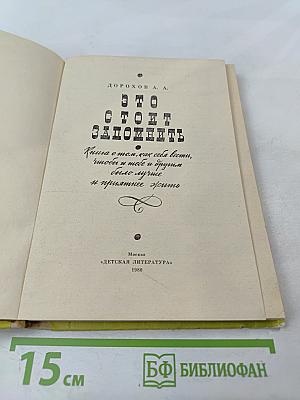 ДОРОХОВ А. А.
ЭТО
СТОИТ
ЗАПОМНИТЬ
Книга о том, как себя вести,
чтобы и тебе и другим
было лучше
и приятнее жить
Москва
«ДЕТСКАЯ ЛИТЕРАТУРА»
1980
15 см
БФ БИБЛИОФАН